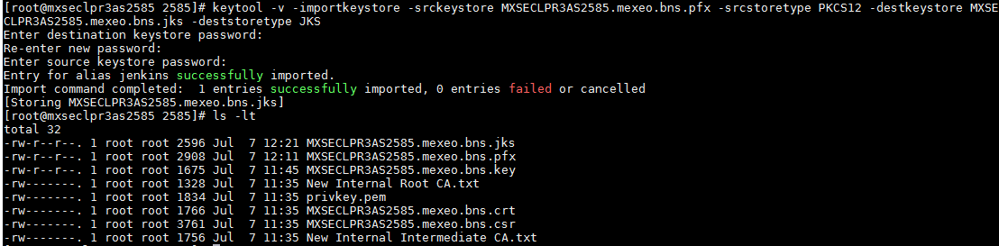 [root@mxseclpr3as2585 2585]# keytool -v -importkeystore -srckeystore MXSECLPR3AS2585.mexeo.bns.pfx -srcstoretype PKCS12 -destkeystore MXSE
CLPR3AS2585.mexeo.bns.jks -deststoretype JKS
Enter destination keystore password:
Re-enter new password:
Enter source keystore password:
Entry for alias jenkins successfully imported.
Import command completed:  1 entries successfully imported, 0 entries failed or cancelled
[Storing MXSECLPR3AS2585.mexeo.bns.jks]
[root@mxseclpr3as2585 2585]# ls -lt
total 32
-rw-r--r--. 1 root root 2596 Jul  7 12:21 MXSECLPR3AS2585.mexeo.bns.jks
-rw-r--r--. 1 root root 2908 Jul  7 12:11 MXSECLPR3AS2585.mexeo.bns.pfx
-rw-r--r--. 1 root root 1675 Jul  7 11:45 MXSECLPR3AS2585.mexeo.bns.key
-rw-------. 1 root root 1328 Jul  7 11:35 New Internal Root CA.txt
-rw-------. 1 root root 1834 Jul  7 11:35 privkey.pem
-rw-------. 1 root root 1766 Jul  7 11:35 MXSECLPR3AS2585.mexeo.bns.crt
-rw-------. 1 root root 3761 Jul  7 11:35 MXSECLPR3AS2585.mexeo.bns.csr
-rw-------. 1 root root 1756 Jul  7 11:35 New Internal Intermediate CA.txt